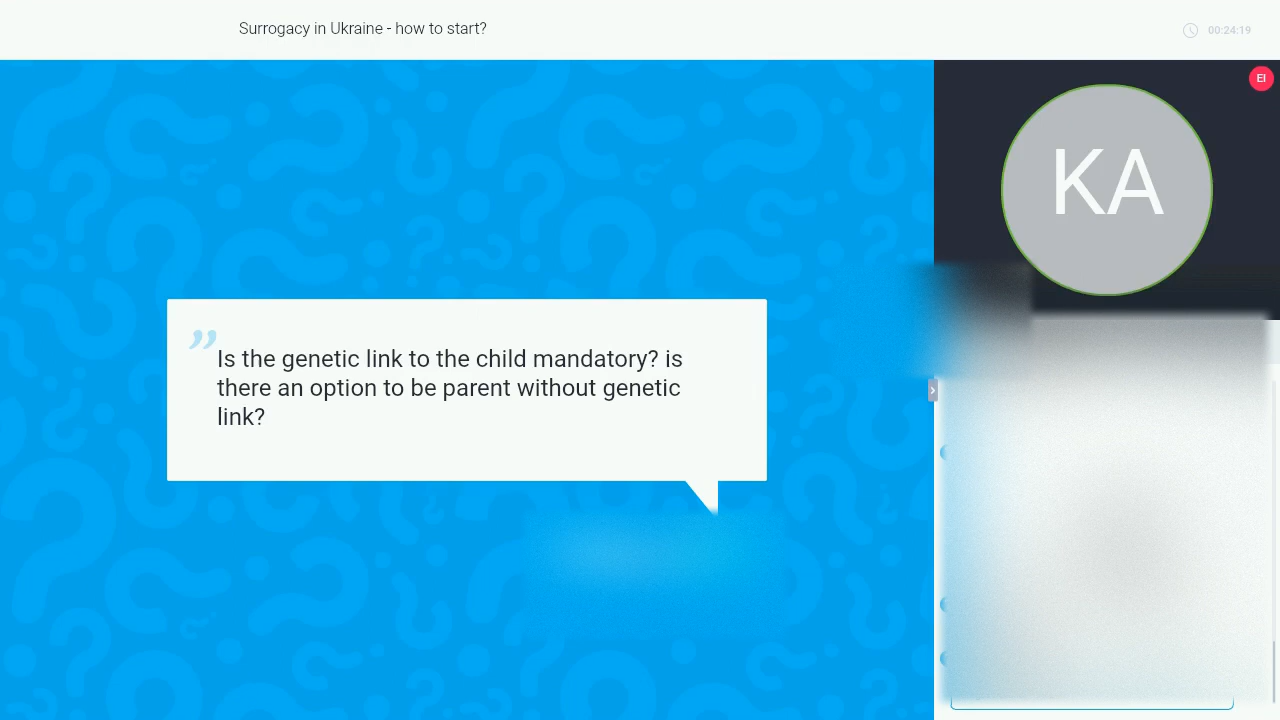 Surrogacy in Ukraine - how to start?
00:24:19
EI
KA
” Is the genetic link to the child mandatory? is
there an option to be parent without genetic
link?